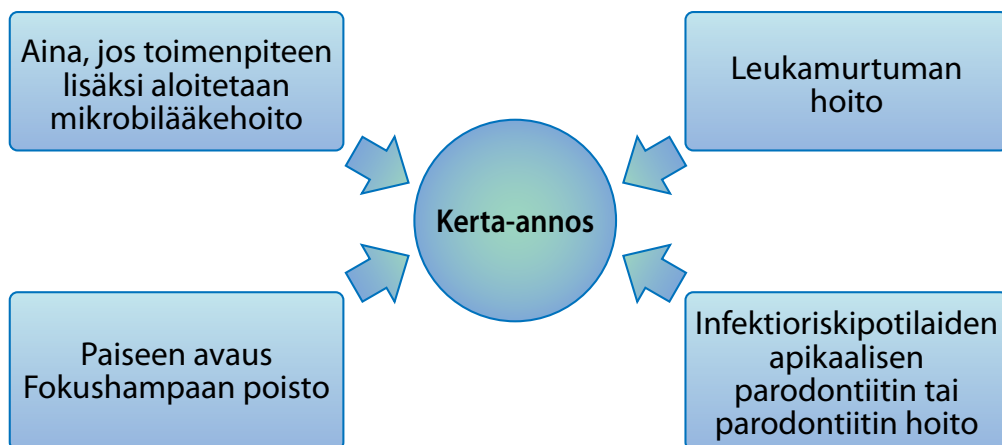 Aina, jos toimenpiteen
lisäksi aloitetaan
mikrobilääkehoito
Leukamurtuman
hoito
Kerta-annos
Paiseen avaus
Fokushampaan poisto
Infektioriskipotilaiden
apikaalisen
parodontiitin tai
parodontiitin hoito